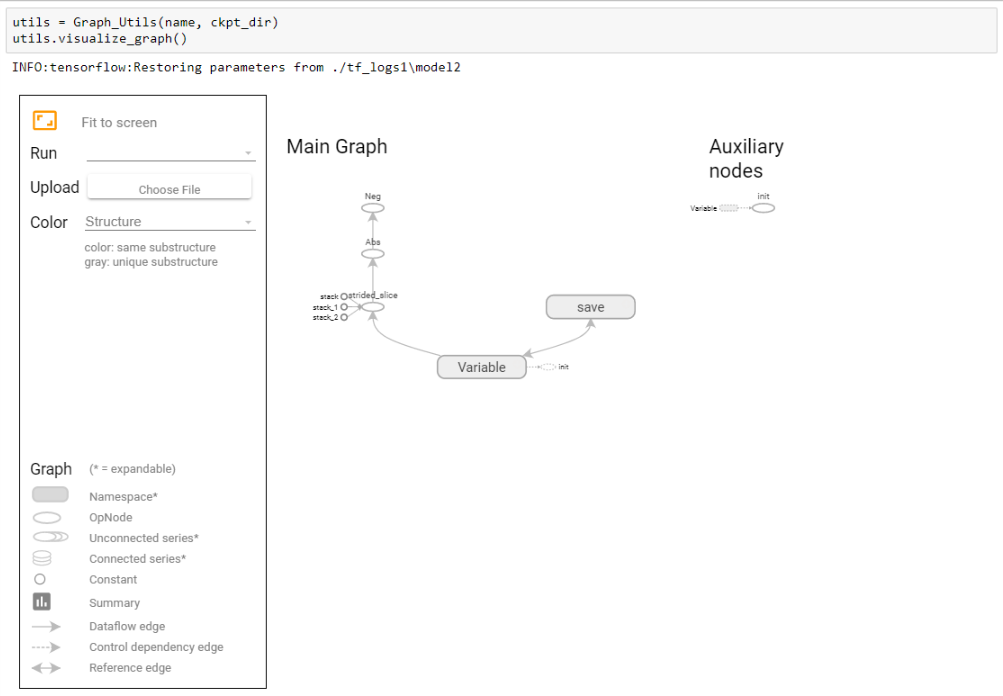 utils = Graph_Utils(name, ckpt_dir)
utils.visualize_graph()
INFO:tensorflow:Restoring parameters from ./tf_logs1\model2
Fit to screen
Run
Upload
Choose File
Color
Structure
color: same substructure
gray: unique substructure
Graph
(* = expandable)
Namespace*
OpNode
Unconnected series*
Connected series*
Constant
Summary
Dataflow edge
Control dependency edge
Reference edge
Main Graph
Neg
Abs
strided_slice
stack
stack_1
stack_2
save
Variable
init
Auxiliary
nodes
init
Variable